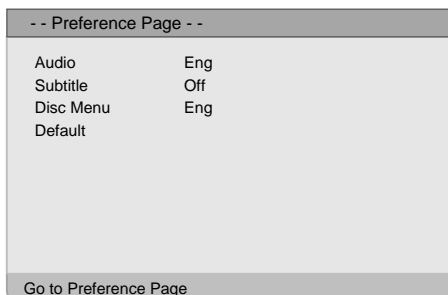 - - Preference Page - -
Audio Eng
Subtitle Off
Disc Menu Eng
Default
Go to Preference Page